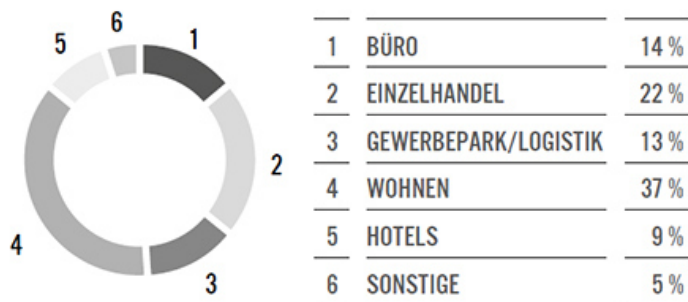 1 BÜRO 14 %
2 EINZELHANDEL 22 %
3 GEWERBEPARK/LOGISTIK 13 %
4 WOHNEN 37 %
5 HOTELS 9 %
6 SONSTIGE 5 %
1
2
3
4
5
6